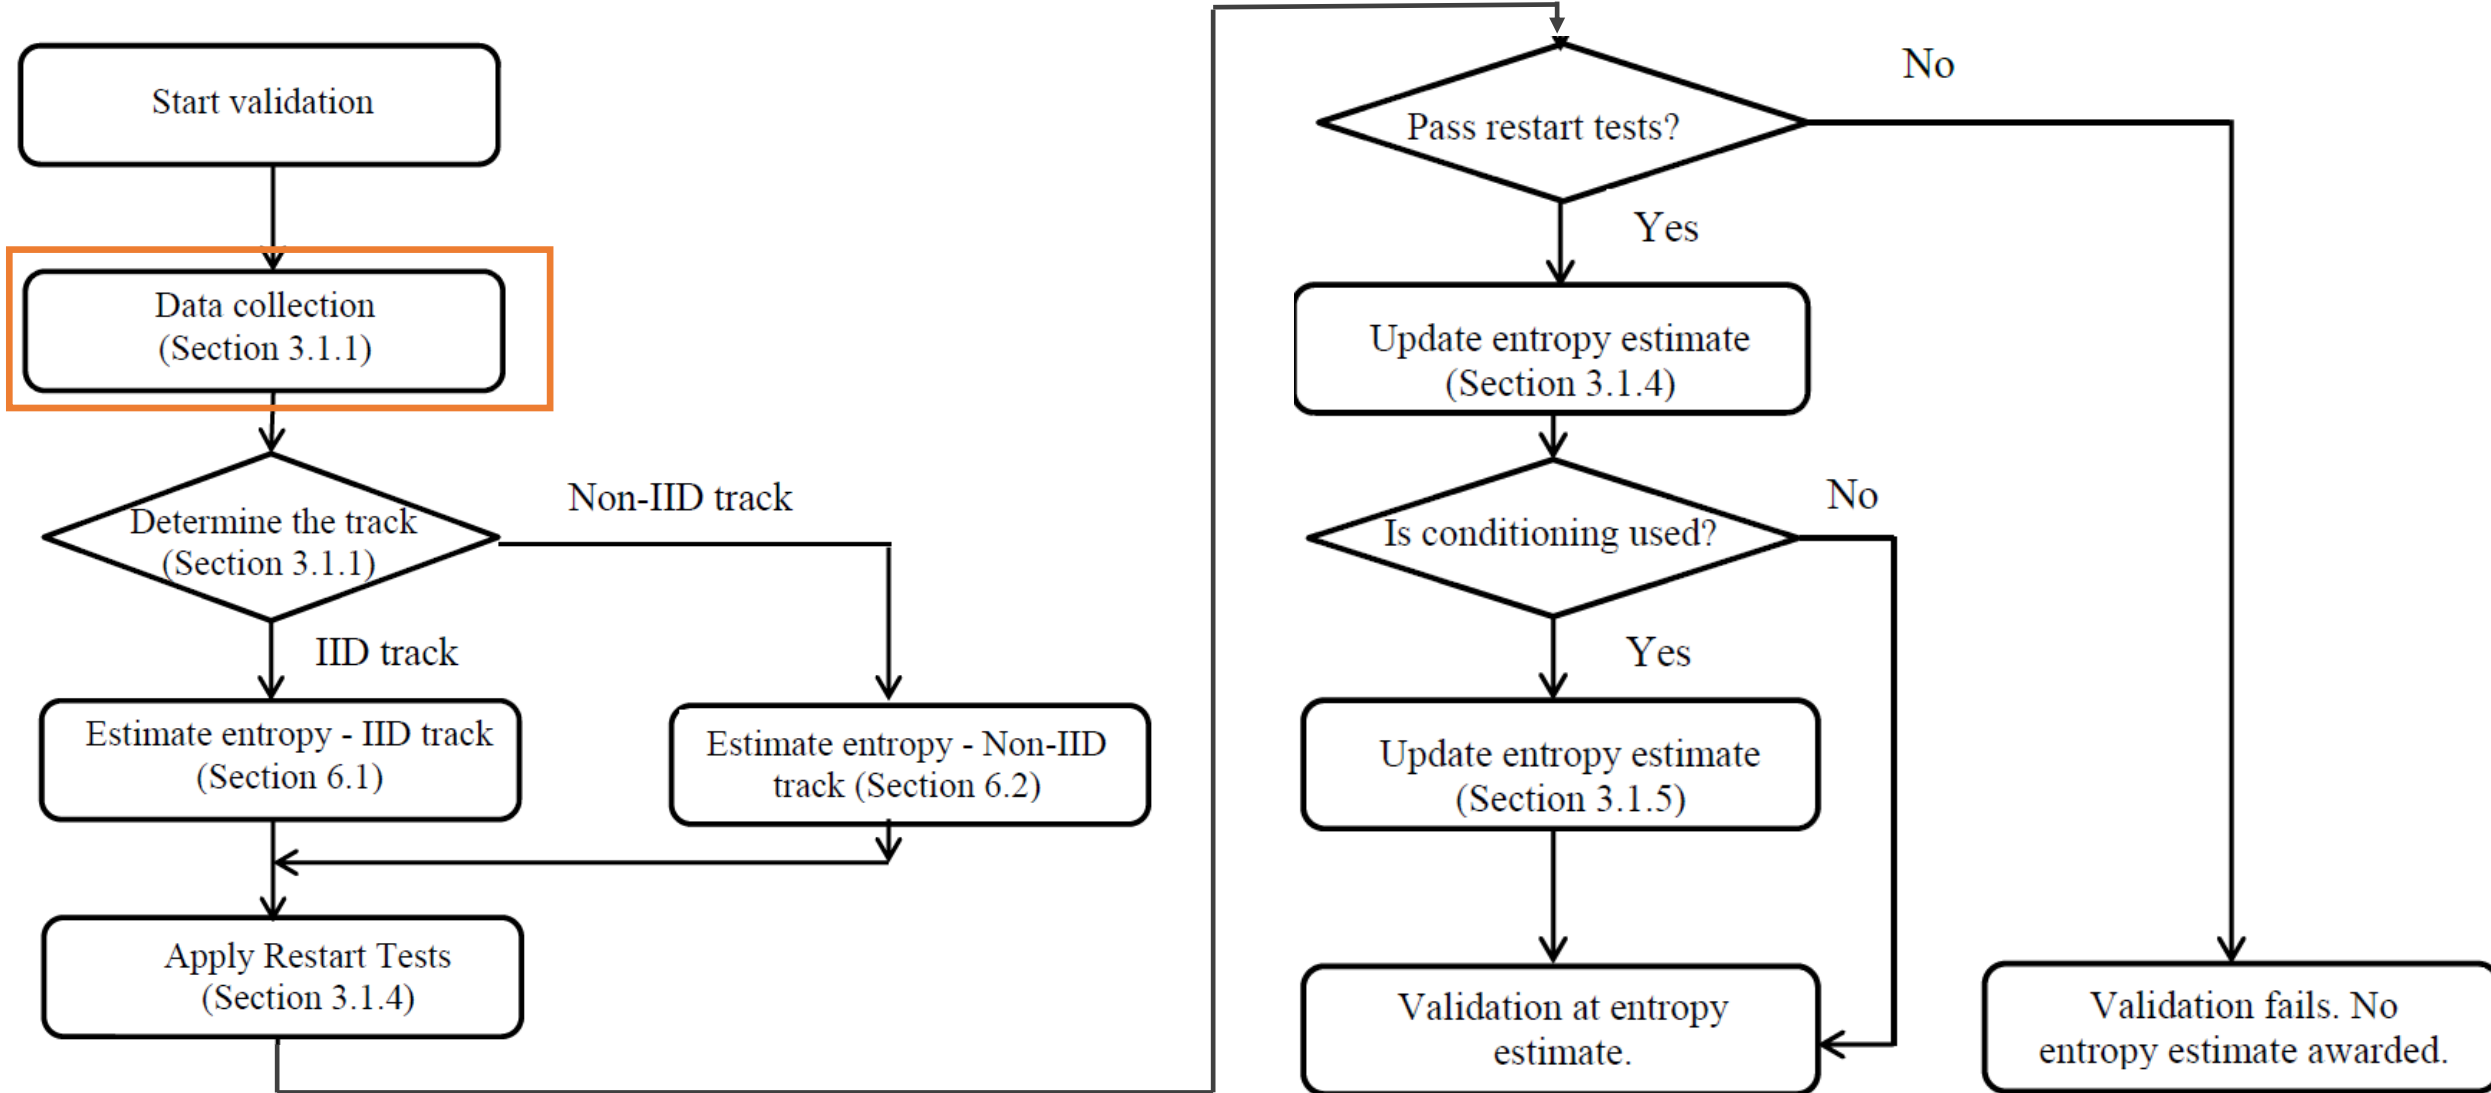 Start validation
Data collection
(Section 3.1.1)
Determine the track
(Section 3.1.1)
Non-IID track
IID track
Estimate entropy - IID track
(Section 6.1)
Estimate entropy - Non-IID
track (Section 6.2)
Apply Restart Tests
(Section 3.1.4)
Pass restart tests?
No
Yes
Update entropy estimate
(Section 3.1.4)
Is conditioning used?
No
Yes
Update entropy estimate
(Section 3.1.5)
Validation at entropy
estimate.
Validation fails. No
entropy estimate awarded.